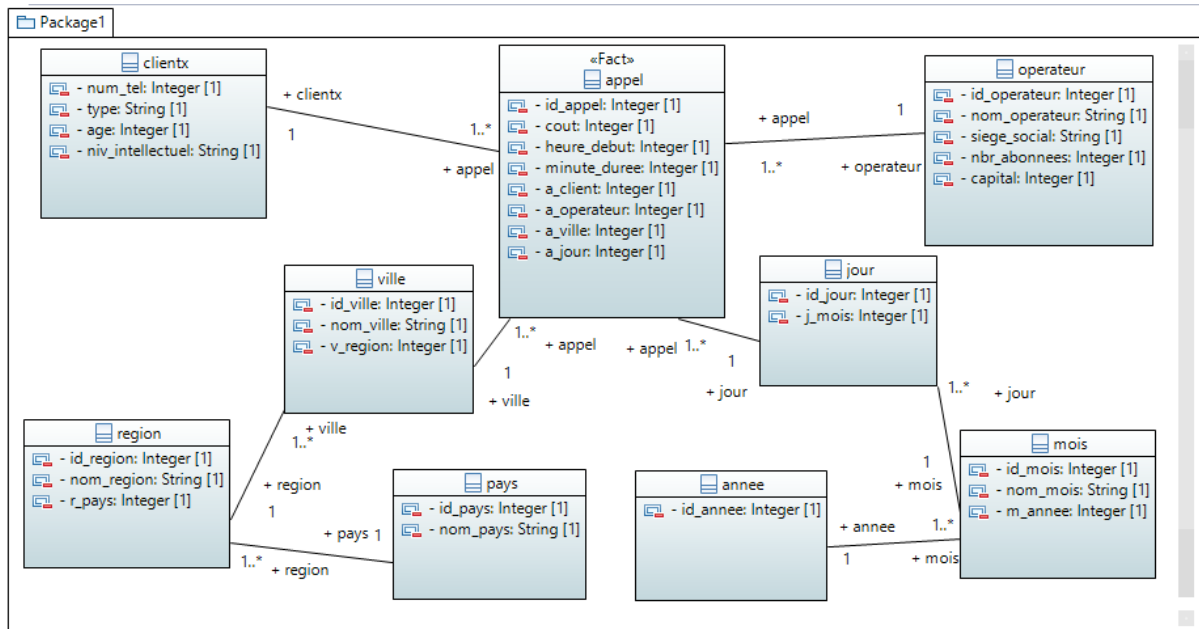 Package1
clientx
- num_tel: Integer [1]
- type: String [1]
- age: Integer [1]
- niv_intellectuel: String [1]
+ clientx
1
1..*
+ appel
«Fact»
appel
- id_appel: Integer [1]
- cout: Integer [1]
- heure_debut: Integer [1]
- minute_duree: Integer [1]
- a_client: Integer [1]
- a_operateur: Integer [1]
- a_ville: Integer [1]
- a_jour: Integer [1]
+ appel
1
1..*
+ operateur
operateur
- id_operateur: Integer [1]
- nom_operateur: String [1]
- siege_social: String [1]
- nbr_abonnees: Integer [1]
- capital: Integer [1]
ville
- id_ville: Integer [1]
- nom_ville: String [1]
- v_region: Integer [1]
1..*
+ appel
1
+ ville
jour
- id_jour: Integer [1]
- j_mois: Integer [1]
+ appel
1..*
1
+ jour
1..*
+ jour
1
+ mois
region
- id_region: Integer [1]
- nom_region: String [1]
- r_pays: Integer [1]
+ ville
1..*
+ region
1
+ pays
1
1..*
+ region
pays
- id_pays: Integer [1]
- nom_pays: String [1]
annee
- id_annee: Integer [1]
+ annee
1
1..*
+ mois
mois
- id_mois: Integer [1]
- nom_mois: String [1]
- m_annee: Integer [1]